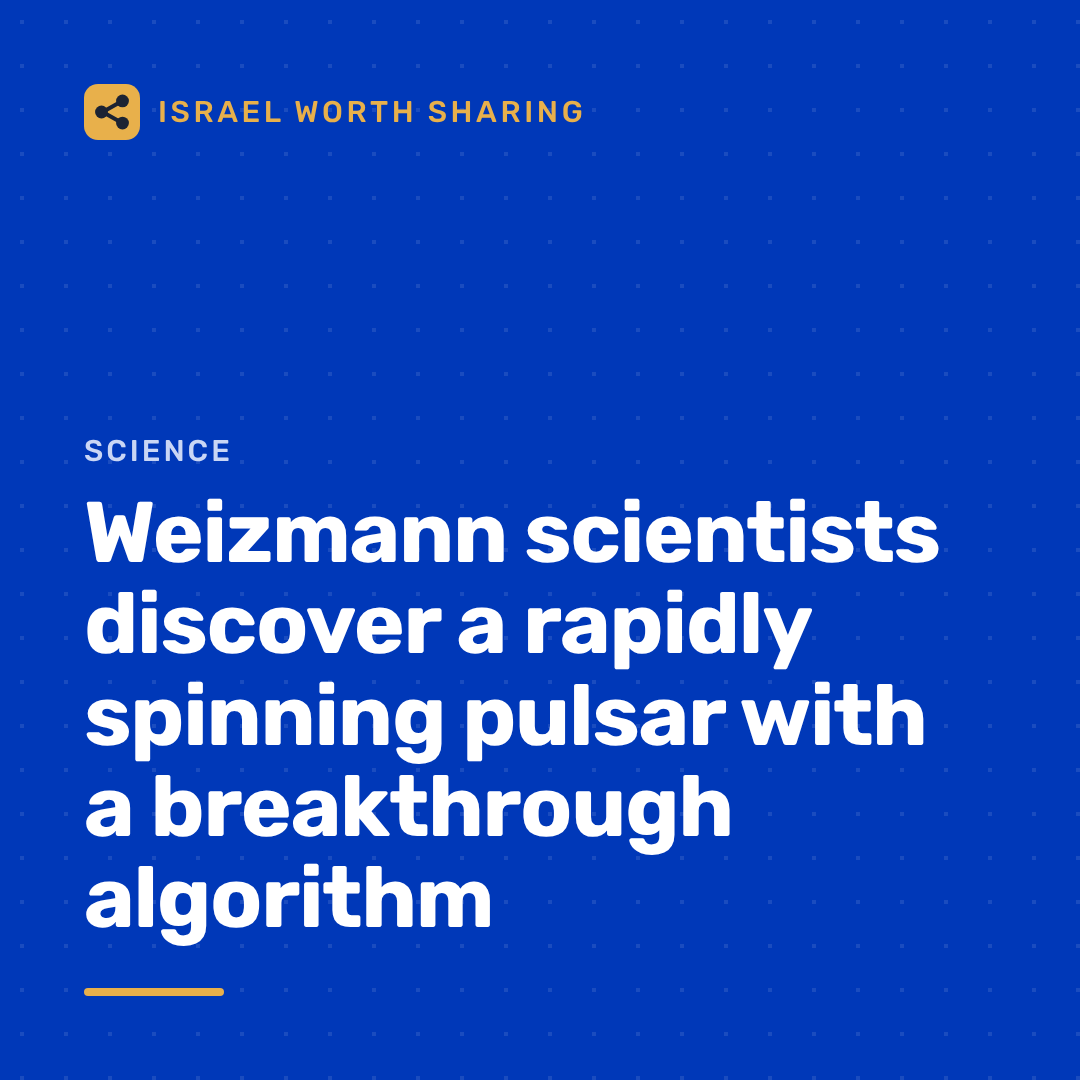 ISRAEL WORTH SHARING
SCIENCE
Weizmann scientists
discover a rapidly
spinning pulsar with
a breakthrough
algorithm